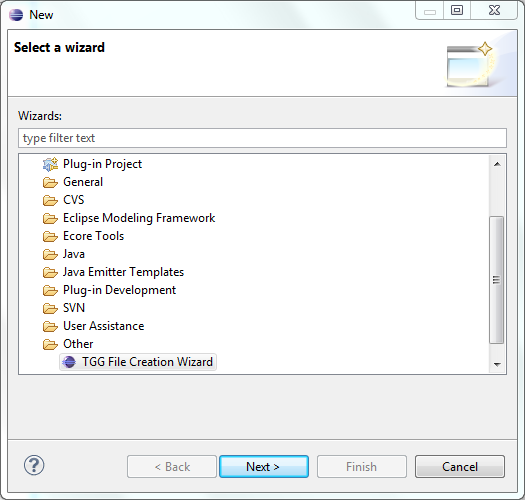 New
Select a wizard
Wizards:
type filter text
Plug-in Project
General
CVS
Eclipse Modeling Framework
Ecore Tools
Java
Java Emitter Templates
Plug-in Development
SVN
User Assistance
Other
TGG File Creation Wizard
? < Back Next > Finish Cancel